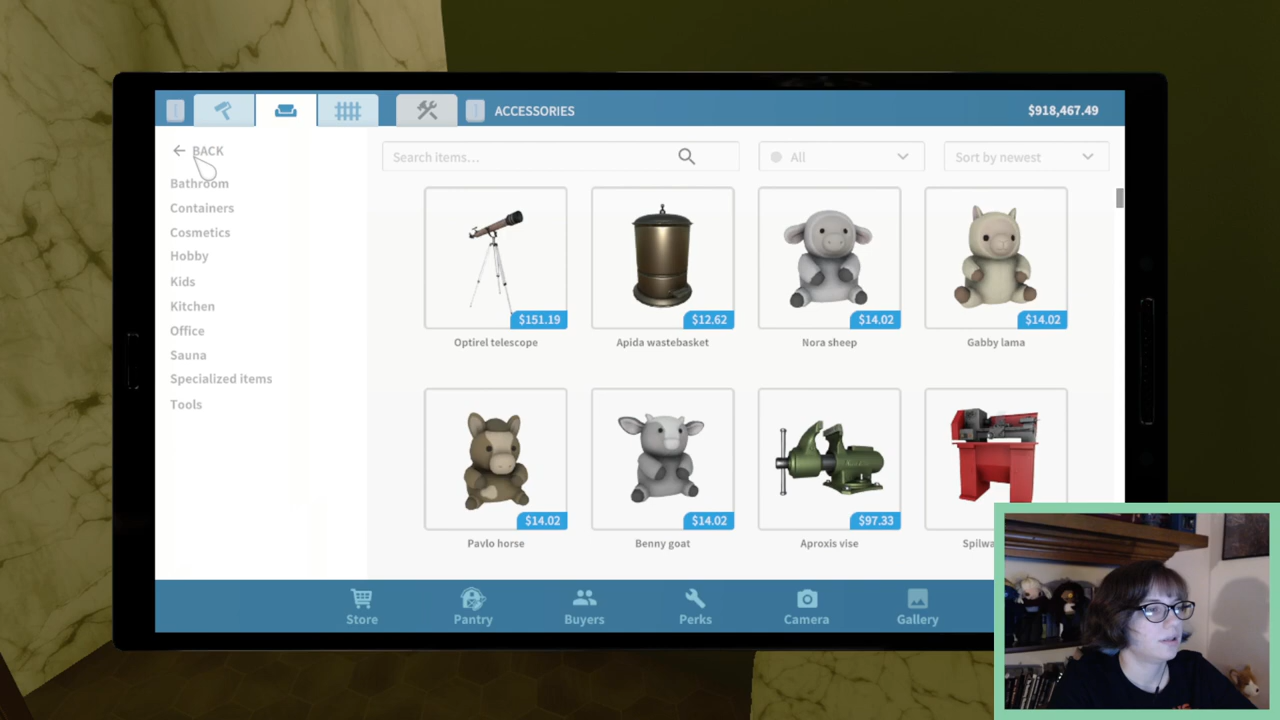 ACCESSORIES
$918,467.49
BACK
Search items...
All
Sort by newest
Bathroom
Containers
Cosmetics
Hobby
Kids
Kitchen
Office
Sauna
Specialized items
Tools
$151.19
$12.62
$14.02
$14.02
Optirel telescope
Apida wastebasket
Nora sheep
Gabby lama
$14.02
$14.02
$97.33
Pavlo horse
Benny goat
Aproxis vise
Store
Pantry
Buyers
Perks
Camera
Gallery